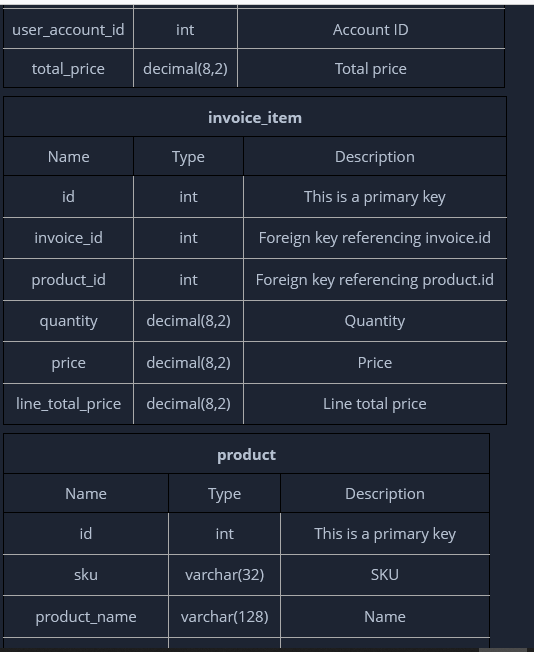 user_account_id int Account ID
total_price decimal(8,2) Total price
invoice_item
Name Type Description
id int This is a primary key
invoice_id int Foreign key referencing invoice.id
product_id int Foreign key referencing product.id
quantity decimal(8,2) Quantity
price decimal(8,2) Price
line_total_price decimal(8,2) Line total price
product
Name Type Description
id int This is a primary key
sku varchar(32) SKU
product_name varchar(128) Name